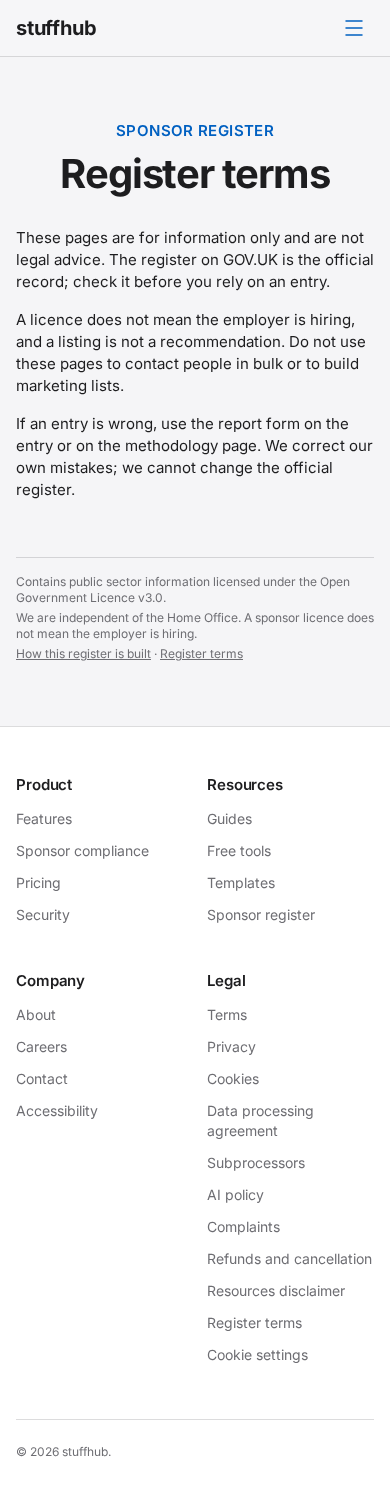 stuffhub
SPONSOR REGISTER
Register terms
These pages are for information only and are not
legal advice. The register on GOV.UK is the official
record; check it before you rely on an entry.
A licence does not mean the employer is hiring,
and a listing is not a recommendation. Do not use
these pages to contact people in bulk or to build
marketing lists.
If an entry is wrong, use the report form on the
entry or on the methodology page. We correct our
own mistakes; we cannot change the official
register.
Contains public sector information licensed under the Open
Government Licence v3.0.
We are independent of the Home Office. A sponsor licence does
not mean the employer is hiring.
How this register is built · Register terms
Product
Features
Sponsor compliance
Pricing
Security
Resources
Guides
Free tools
Templates
Sponsor register
Company
About
Careers
Contact
Accessibility
Legal
Terms
Privacy
Cookies
Data processing
agreement
Subprocessors
AI policy
Complaints
Refunds and cancellation
Resources disclaimer
Register terms
Cookie settings
© 2026 stuffhub.